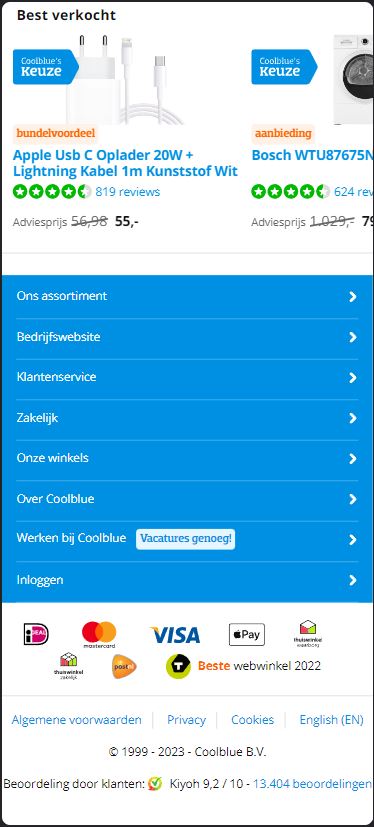 Best verkocht
Coolblue's
Keuze
Coolblue's
Keuze
bundelvoordeel
aanbieding
Apple Usb C Oplader 20W +
Lightning Kabel 1m Kunststof Wit
Bosch WTU87675N
819 reviews
624 rev
Adviesprijs 56,98 55,-
Adviesprijs 1.029,- 79
Ons assortiment
Bedrijfswebsite
Klantenservice
Zakelijk
Onze winkels
Over Coolblue
Werken bij Coolblue Vacatures genoeg!
Inloggen
iDEAL mastercard VISA Pay thuiswinkel waarborg
thuiswinkel zakelijk postnl Beste webwinkel 2022
Algemene voorwaarden Privacy Cookies English (EN)
© 1999 - 2023 - Coolblue B.V.
Beoordeling door klanten: Kiyoh 9,2 / 10 - 13.404 beoordelingen